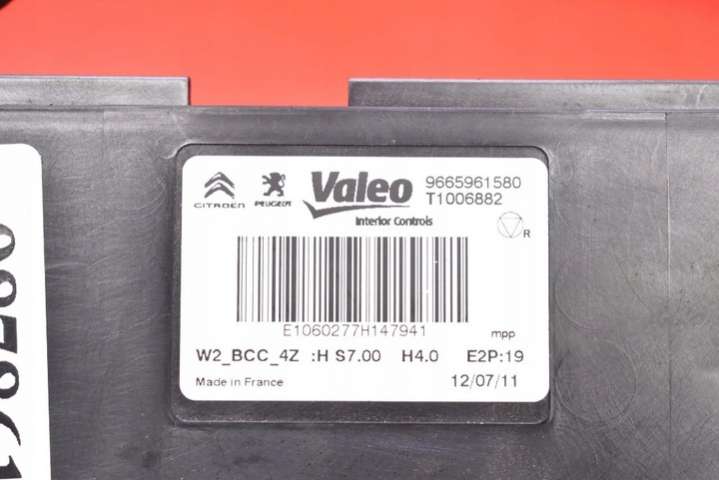 CITROËN PEUGEOT Valeo 9665961580
T1006882
Interior Controls
R
E1060277H147941
mpp
W2_BCC_4Z :H S7.00 H4.0 E2P:19
Made in France 12/07/11